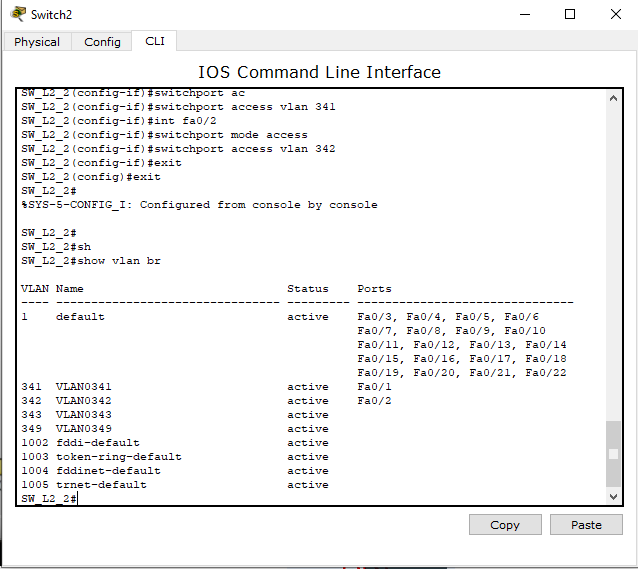 Switch2
Physical Config CLI
IOS Command Line Interface
SW_L2_2(config-if)#switchport ac
SW_L2_2(config-if)#switchport access vlan 341
SW_L2_2(config-if)#int fa0/2
SW_L2_2(config-if)#switchport mode access
SW_L2_2(config-if)#switchport access vlan 342
SW_L2_2(config-if)#exit
SW_L2_2(config)#exit
SW_L2_2#
%SYS-5-CONFIG_I: Configured from console by console
SW_L2_2#
SW_L2_2#sh
SW_L2_2#show vlan br
VLAN Name                             Status    Ports
---- -------------------------------- --------- -------------------------------
1    default                          active    Fa0/3, Fa0/4, Fa0/5, Fa0/6
                                                Fa0/7, Fa0/8, Fa0/9, Fa0/10
                                                Fa0/11, Fa0/12, Fa0/13, Fa0/14
                                                Fa0/15, Fa0/16, Fa0/17, Fa0/18
                                                Fa0/19, Fa0/20, Fa0/21, Fa0/22
341  VLAN0341                         active    Fa0/1
342  VLAN0342                         active    Fa0/2
343  VLAN0343                         active
349  VLAN0349                         active
1002 fddi-default                     active
1003 token-ring-default               active
1004 fddinet-default                  active
1005 trnet-default                    active
SW_L2_2#
Copy Paste